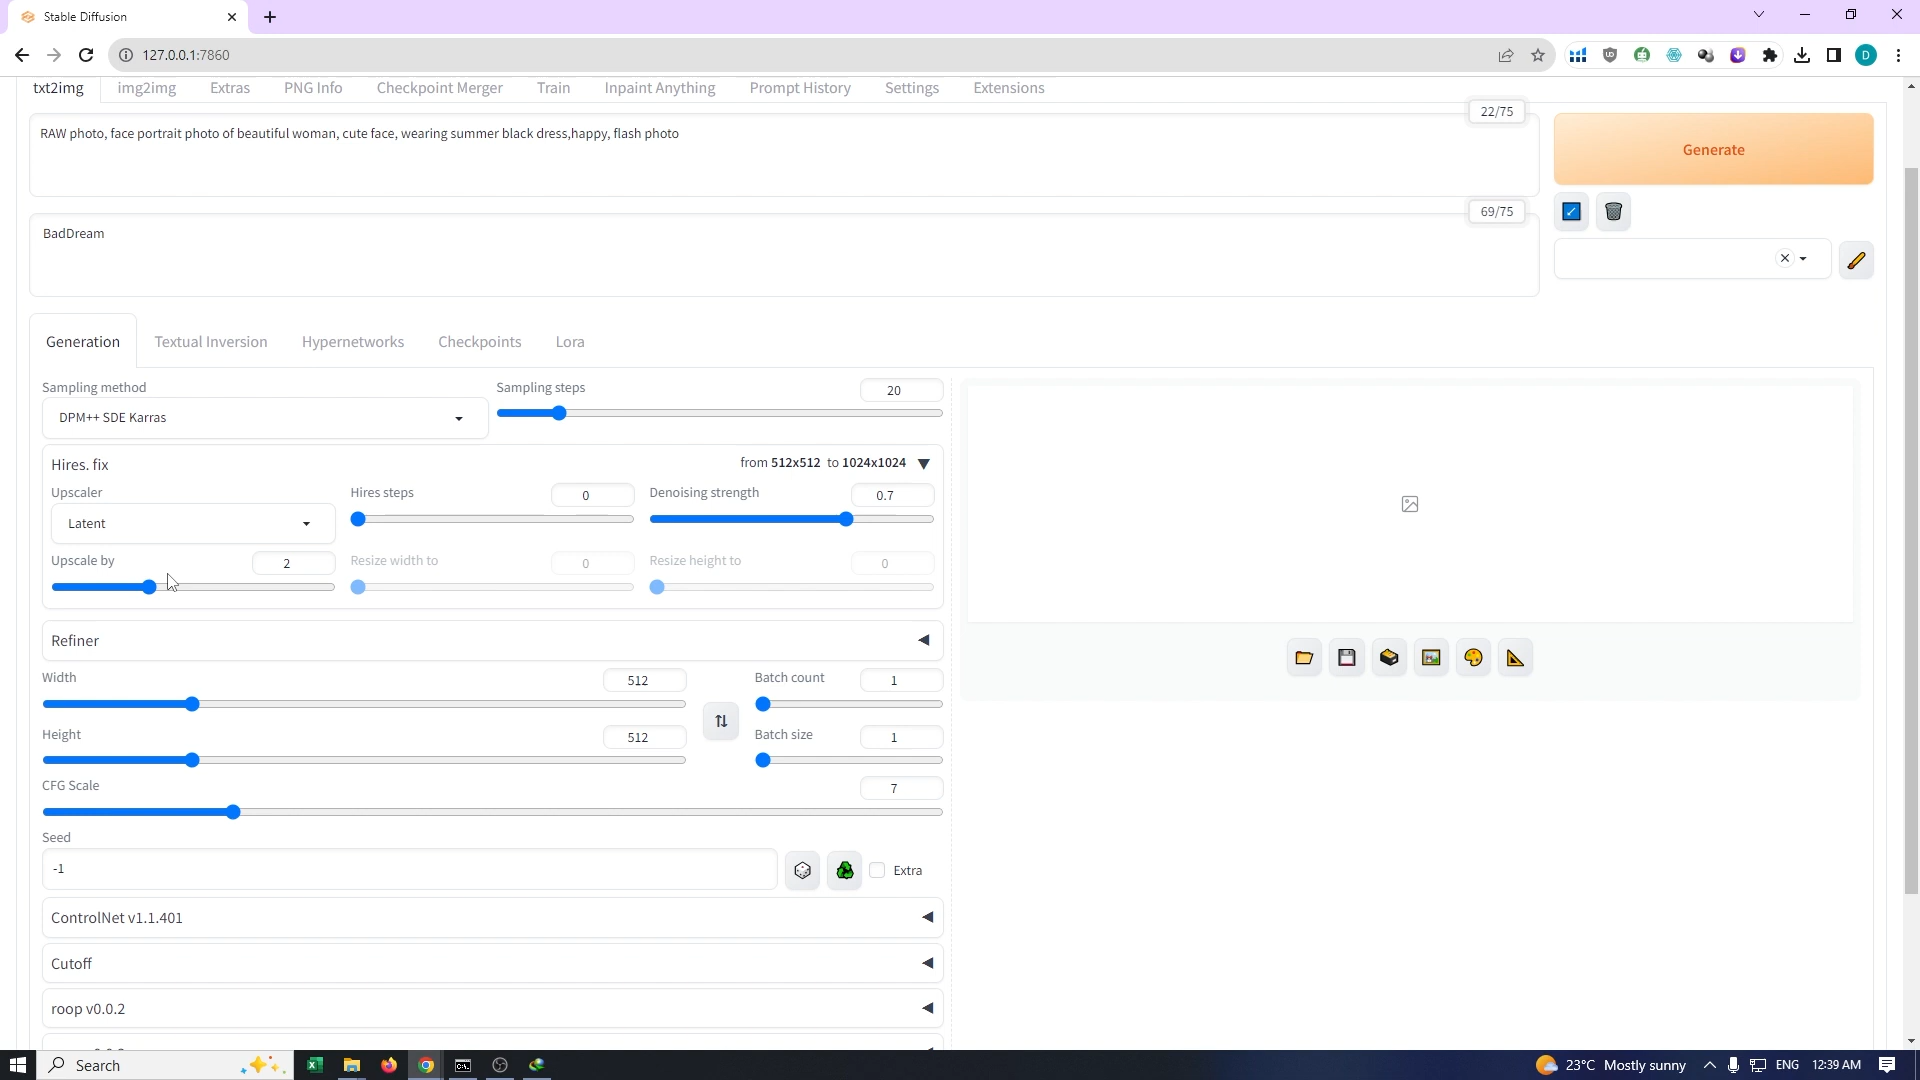 Stable Diffusion
127.0.0.1:7860
D
txt2img img2img Extras PNG Info Checkpoint Merger Train Inpaint Anything Prompt History Settings Extensions
22/75
RAW photo, face portrait photo of beautiful woman, cute face, wearing summer black dress,happy, flash photo
Generate
69/75
BadDream
Generation Textual Inversion Hypernetworks Checkpoints Lora
Sampling method Sampling steps 20
DPM++ SDE Karras
Hires. fix from 512x512 to 1024x1024
Upscaler Hires steps 0 Denoising strength 0.7
Latent
Upscale by 2 Resize width to 0 Resize height to 0
Refiner
Width 512 Batch count 1
Height 512 Batch size 1
CFG Scale 7
Seed
-1 Extra
ControlNet v1.1.401
Cutoff
roop v0.0.2
Search 23°C Mostly sunny ENG 12:39 AM